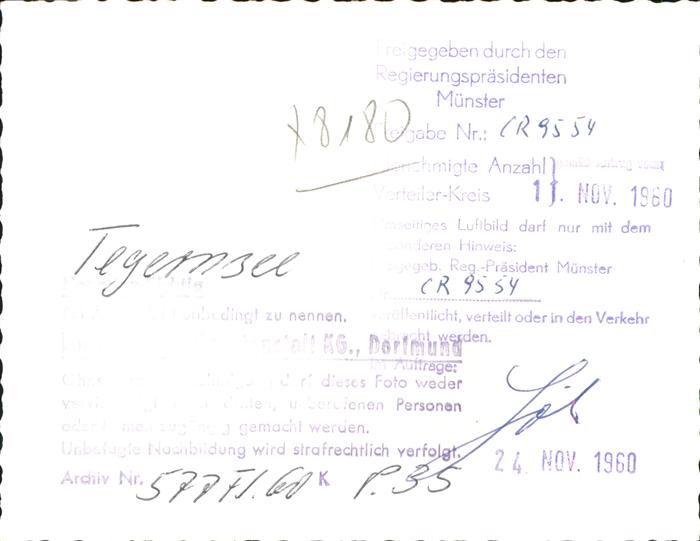 Freigegeben durch den
Regierungspräsidenten
Münster
x8180
Freigabe Nr.: CR 9554
Genehmigte Anzahl }
Verteiler-Kreis 11. NOV. 1960
Umseitiges Luftbild darf nur mit dem
besonderen Hinweis:
Freigegeb. Reg.-Präsident Münster
CR 9554
veröffentlicht, verteilt oder in den Verkehr
gebracht werden.
Im Auftrage:
24. NOV. 1960
Tegernsee
unbedingt zu nennen.
KG., Dortmund
dieses Foto weder
unberufenen Personen
gemacht werden.
Unbefugte Nachbildung wird strafrechtlich verfolgt.
Archiv Nr. K P.35